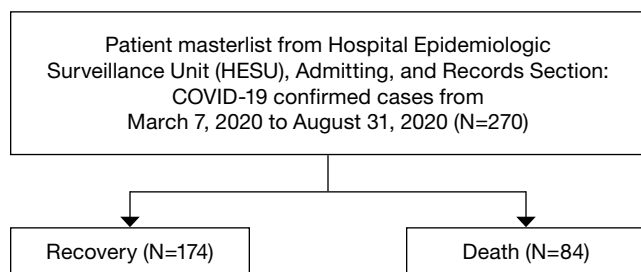 Patient masterlist from Hospital Epidemiologic
Surveillance Unit (HESU), Admitting, and Records Section:
COVID-19 confirmed cases from
March 7, 2020 to August 31, 2020 (N=270)
Recovery (N=174)
Death (N=84)